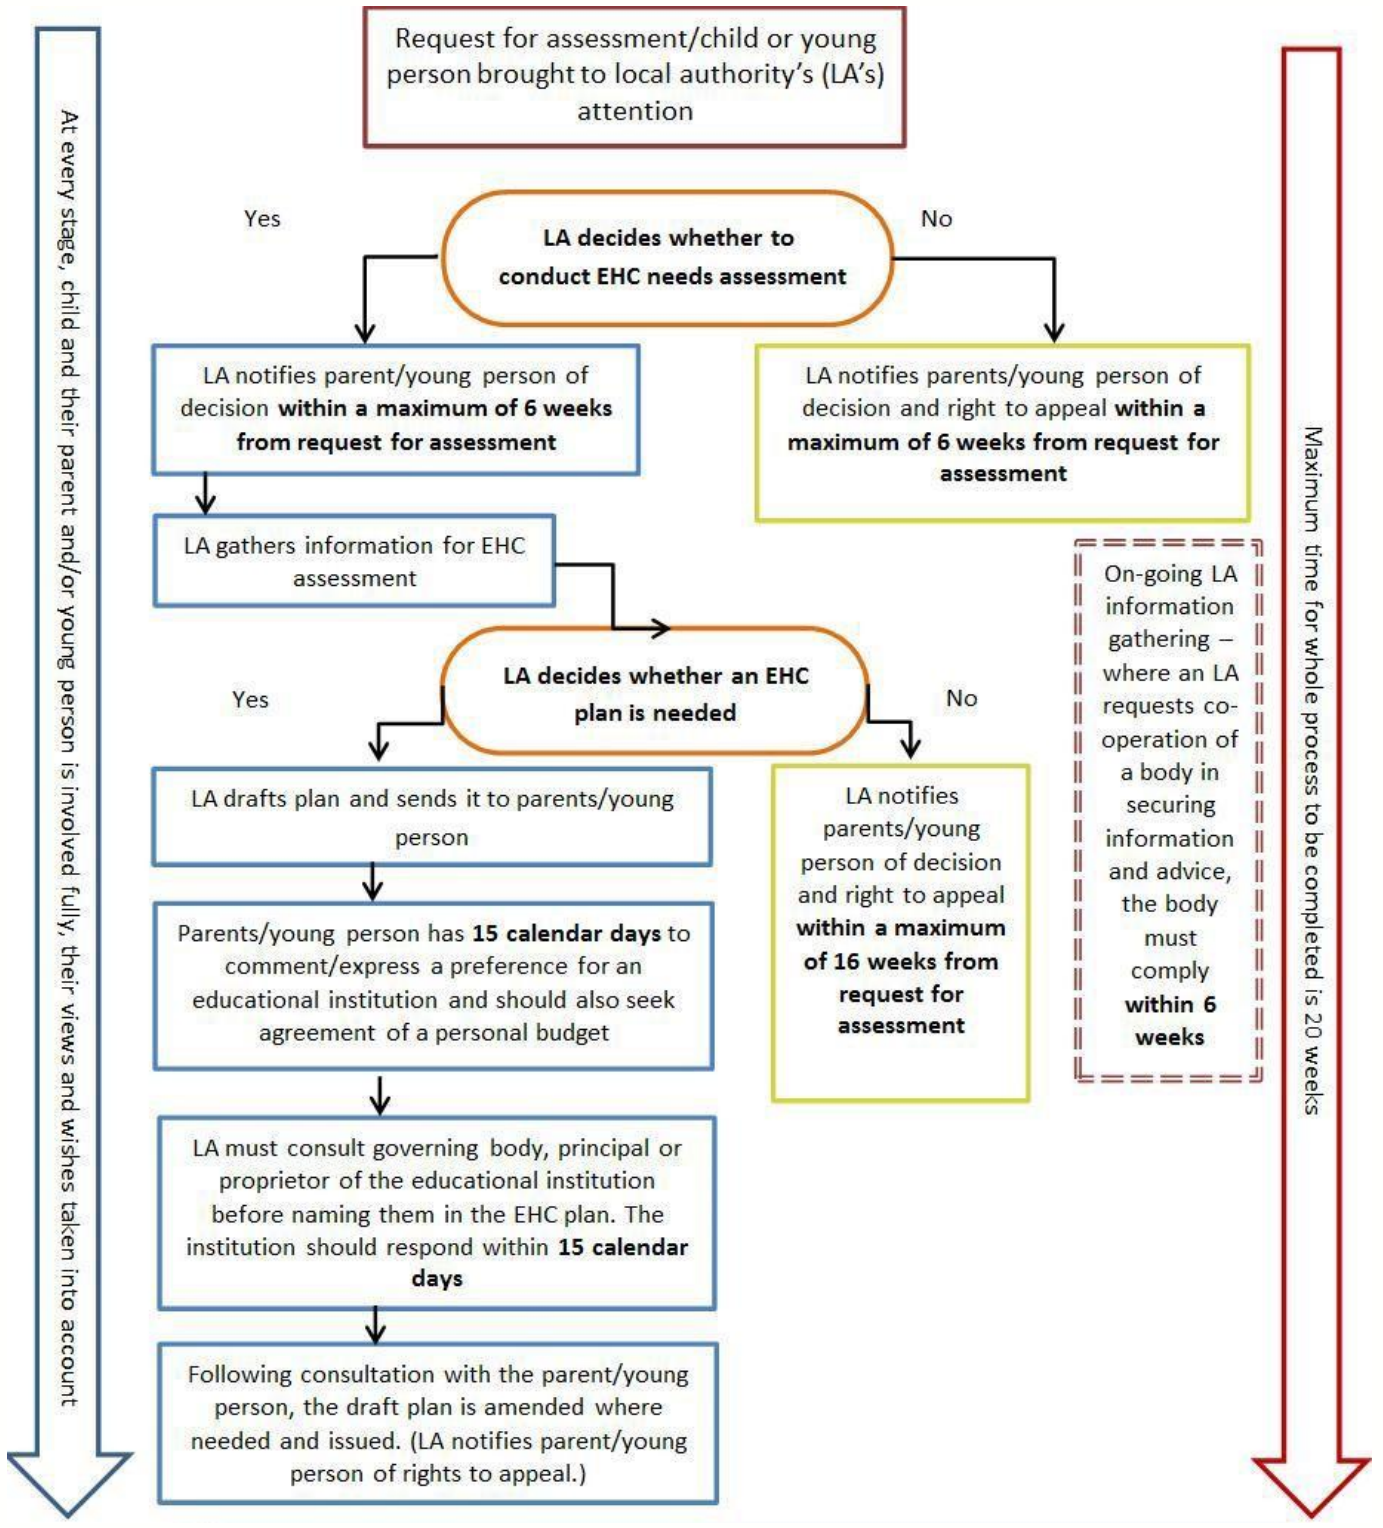 Request for assessment/child or young
person brought to local authority's (LA's)
attention
Yes
No
LA decides whether to
conduct EHC needs assessment
LA notifies parent/young person of
decision within a maximum of 6 weeks
from request for assessment
LA notifies parents/young person of
decision and right to appeal within a
maximum of 6 weeks from request for
assessment
LA gathers information for EHC
assessment
On-going LA
information
gathering –
where an LA
requests co-
operation of
a body in
securing
information
and advice,
the body
must
comply
within 6
weeks
LA decides whether an EHC
plan is needed
Yes
No
LA drafts plan and sends it to parents/young
person
LA notifies
parents/young
person of decision
and right to appeal
within a maximum
of 16 weeks from
request for
assessment
Parents/young person has 15 calendar days to
comment/express a preference for an
educational institution and should also seek
agreement of a personal budget
LA must consult governing body, principal or
proprietor of the educational institution
before naming them in the EHC plan. The
institution should respond within 15 calendar
days
Following consultation with the parent/young
person, the draft plan is amended where
needed and issued. (LA notifies parent/young
person of rights to appeal.)
At every stage, child and their parent and/or young person is involved fully, their views and wishes taken into account
Maximum time for whole process to be completed is 20 weeks